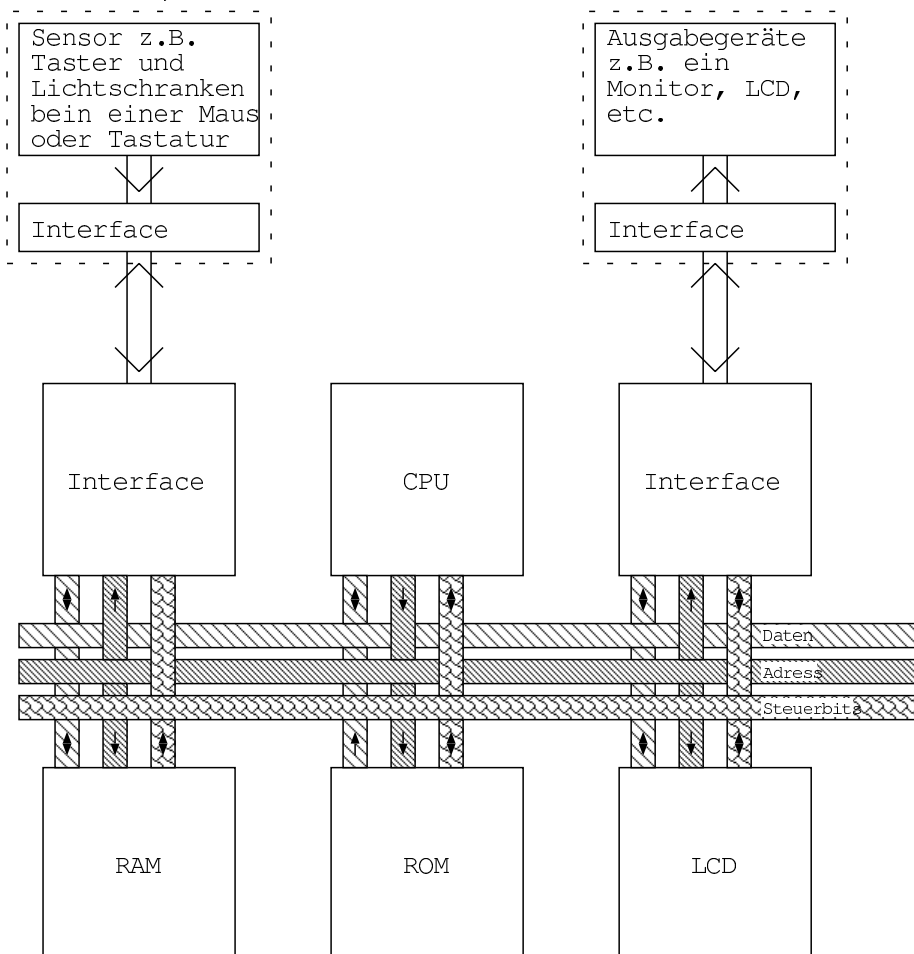 Sensor z.B.
Taster und
Lichtschranken
bein einer Maus
oder Tastatur
Interface
Ausgabegeräte
z.B. ein
Monitor, LCD,
etc.
Interface
Interface
CPU
Interface
Daten
Adress
Steuerbits
RAM
ROM
LCD